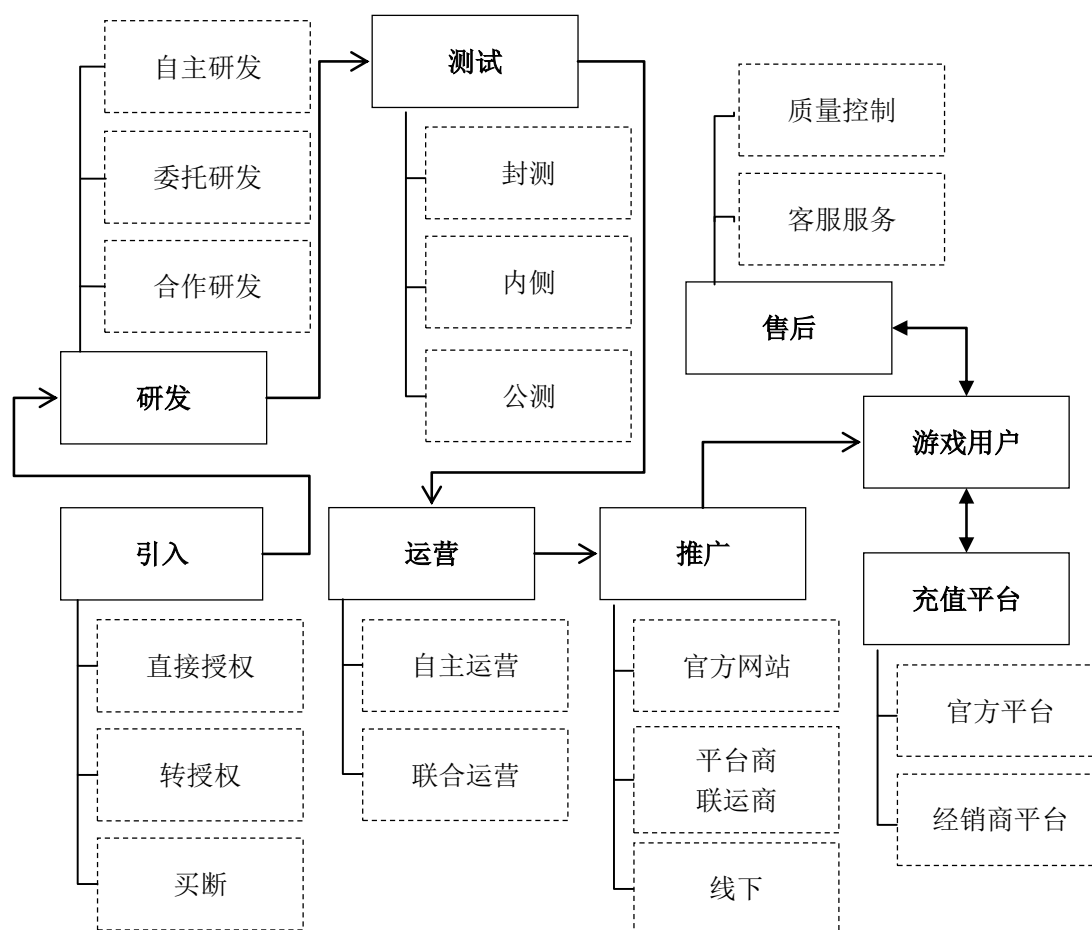 自主研发
委托研发
合作研发
研发
测试
封测
内侧
公测
质量控制
客服服务
售后
游戏用户
充值平台
官方平台
经销商平台
引入
直接授权
转授权
买断
运营
自主运营
联合运营
推广
官方网站
平台商
联运商
线下